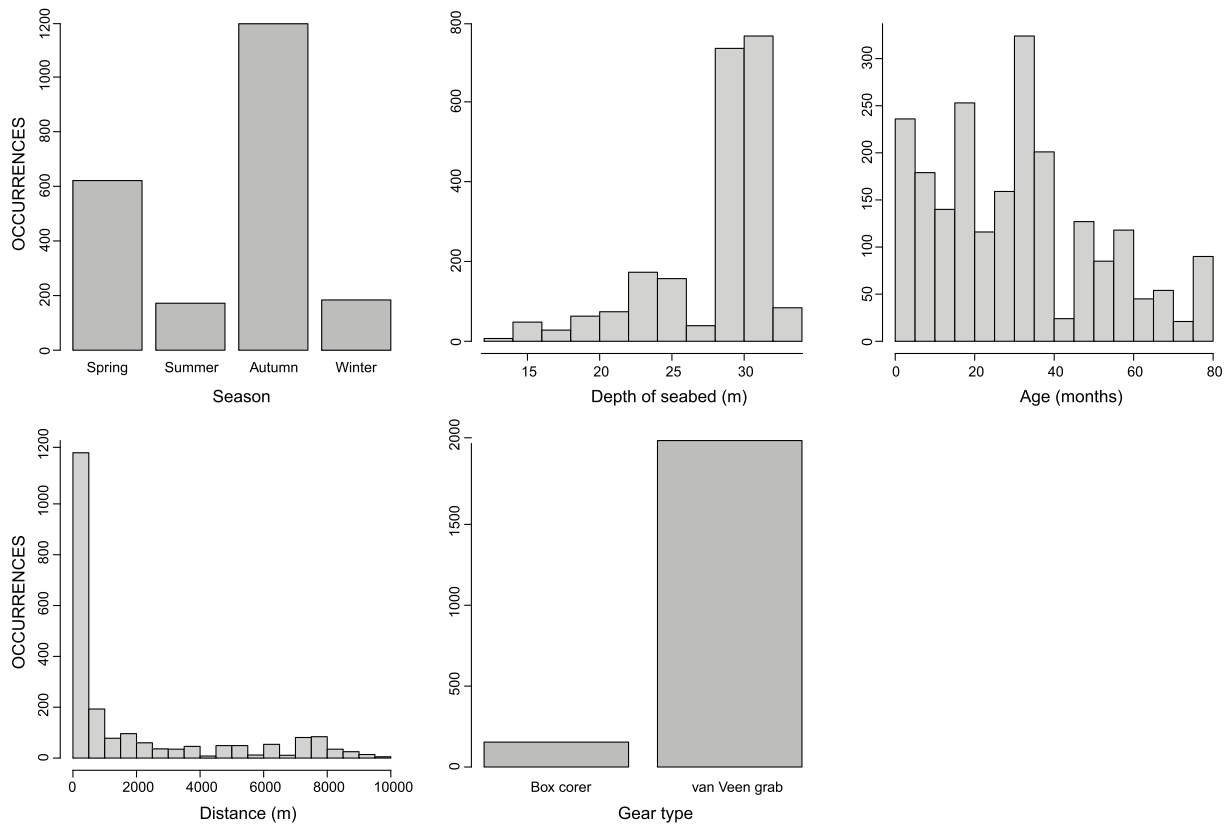 OCCURRENCES
0 200 400 600 800 1000 1200
Spring Summer Autumn Winter
Season
0 200 400 600 800
15 20 25 30
Depth of seabed (m)
0 50 100 150 200 250 300
0 20 40 60 80
Age (months)
OCCURRENCES
0 200 400 600 800 1000 1200
0 2000 4000 6000 8000 10000
Distance (m)
0 500 1000 1500 2000
Box corer van Veen grab
Gear type